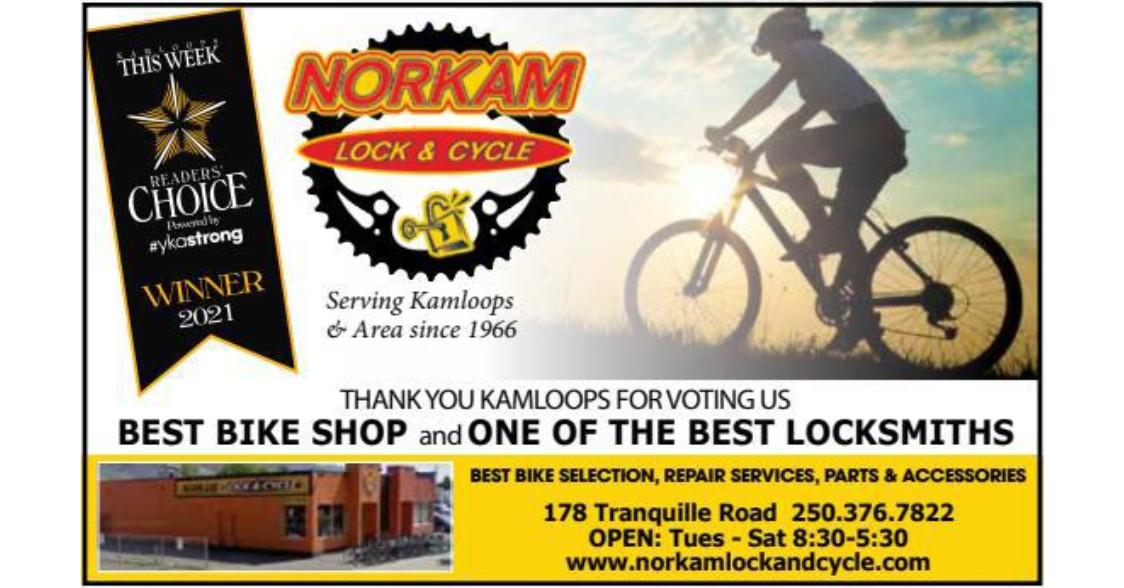 KAMLOOPS
THIS WEEK
READERS'
CHOICE
Powered by
#ykastrong
WINNER
2021
NORKAM
LOCK & CYCLE
Serving Kamloops
& Area since 1966
THANK YOU KAMLOOPS FOR VOTING US
BEST BIKE SHOP and ONE OF THE BEST LOCKSMITHS
LOCK & CYCLE
BEST BIKE SELECTION, REPAIR SERVICES, PARTS & ACCESSORIES
178 Tranquille Road 250.376.7822
OPEN: Tues - Sat 8:30-5:30
www.norkamlockandcycle.com